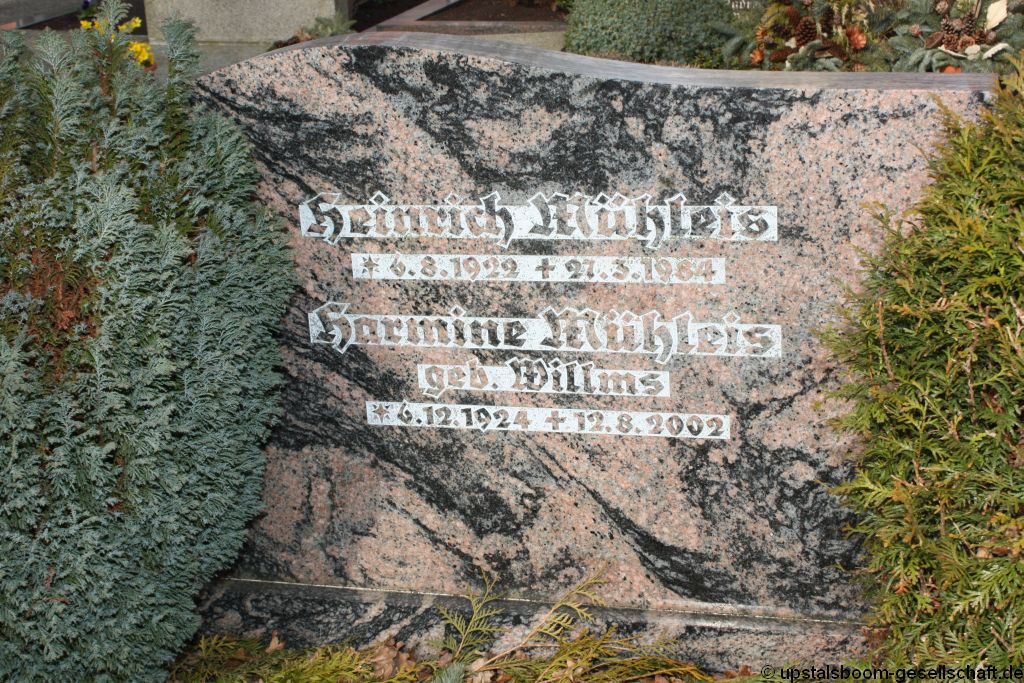 Heinrich Mühleis
* 6.8.1922 + 27.3.1984
Harmine Mühleis
geb. Willms
* 6.12.1924 + 12.8.2002
© upstalsboom-gesellschaft.de